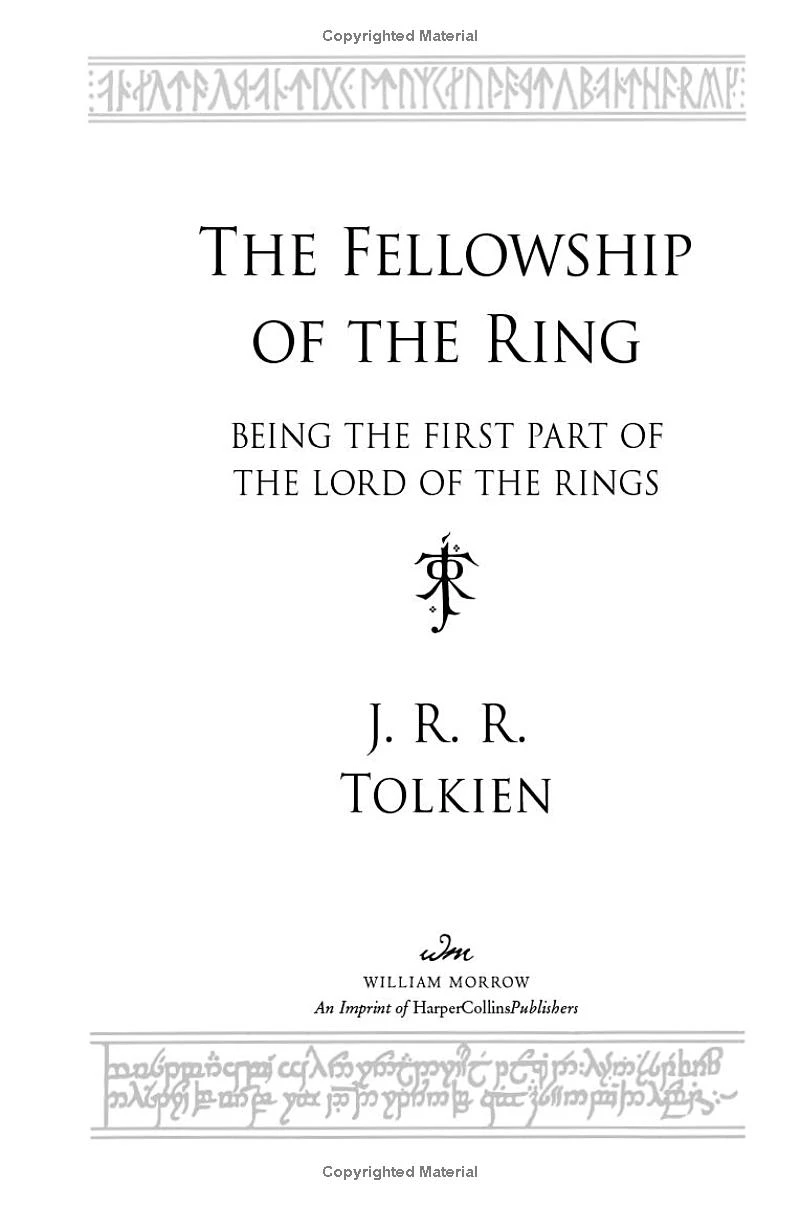 Copyrighted Material
THE FELLOWSHIP
OF THE RING
BEING THE FIRST PART OF
THE LORD OF THE RINGS
J. R. R.
TOLKIEN
wm
WILLIAM MORROW
An Imprint of HarperCollinsPublishers
Copyrighted Material